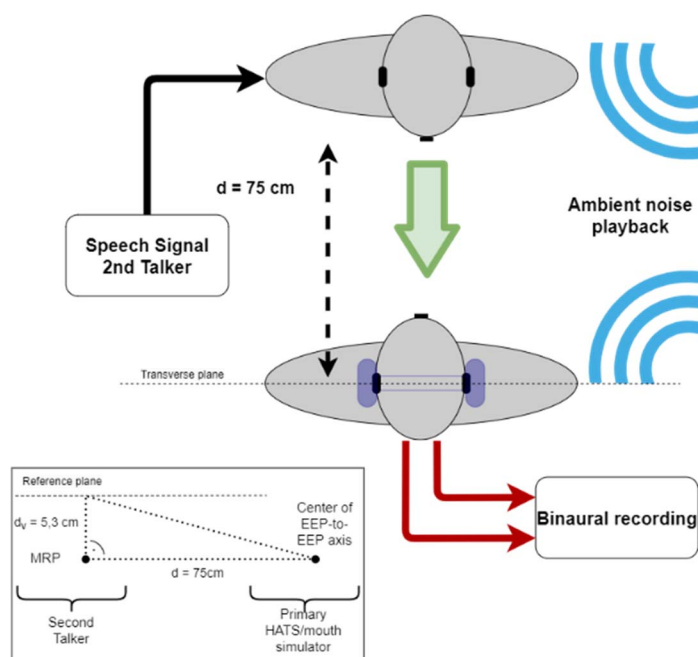 d = 75 cm
Speech Signal
2nd Talker
Ambient noise
playback
Transverse plane
Reference plane
dᵥ = 5,3 cm
MRP
d = 75cm
Center of
EEP-to-
EEP axis
Second
Talker
Primary
HATS/mouth
simulator
Binaural recording